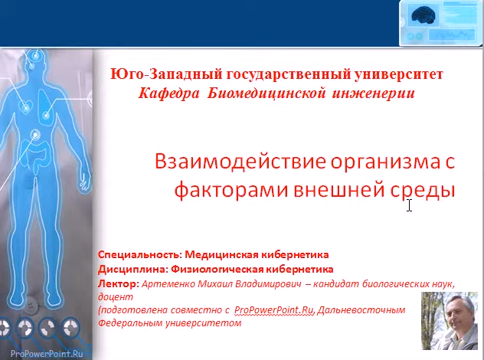 Юго-Западный государственный университет
Кафедра Биомедицинской инженерии
Взаимодействие организма с
факторами внешней среды
Специальность: Медицинская кибернетика
Дисциплина: Физиологическая кибернетика
Лектор: Артеменко Михаил Владимирович – кандидат биологических наук,
доцент
(подготовлена совместно с ProPowerPoint.Ru, Дальневосточным
Федеральным университетом
ProPowerPoint.Ru